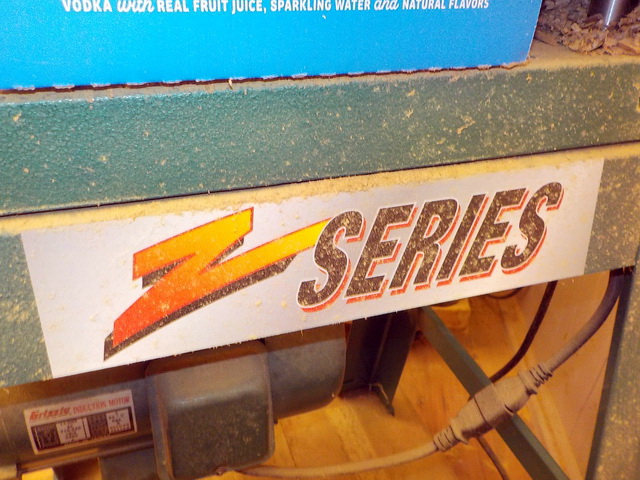 VODKA with REAL FRUIT JUICE, SPARKLING WATER and NATURAL FLAVORS
Z SERIES
Grizzly INDUCTION MOTOR